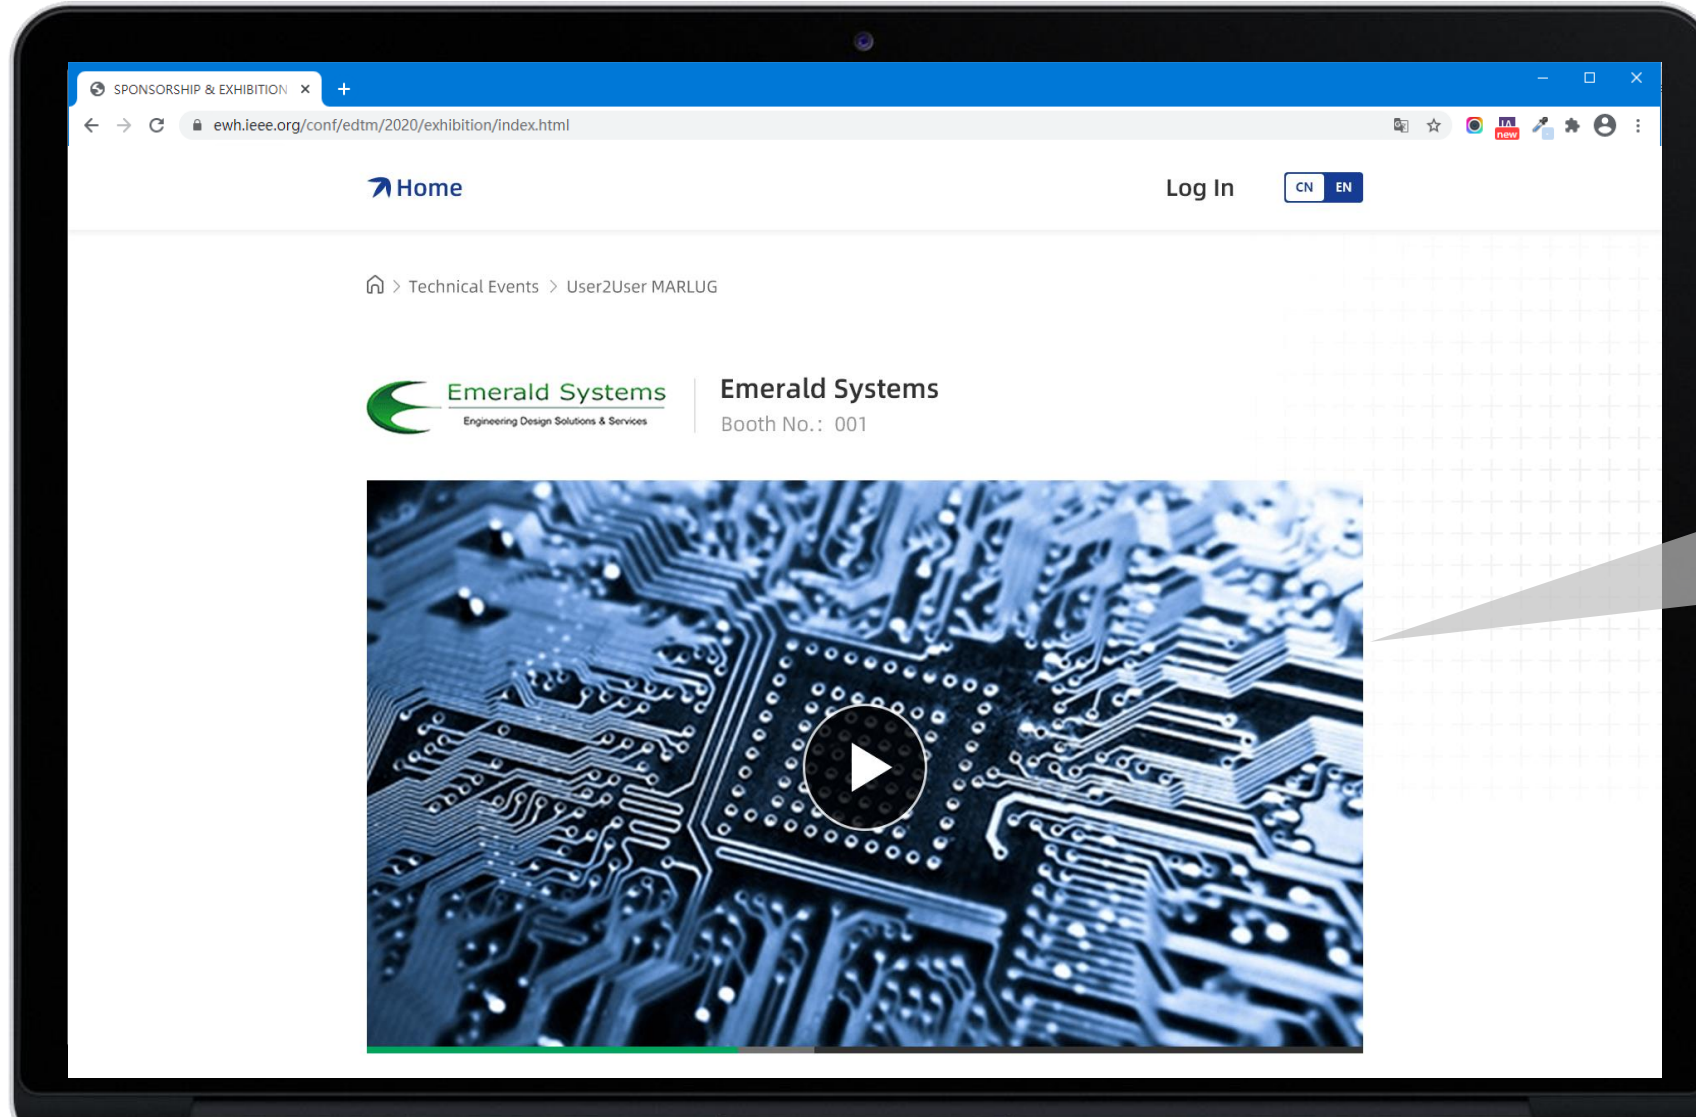 SPONSORSHIP & EXHIBITION
ewh.ieee.org/conf/edtm/2020/exhibition/index.html
new
Home
Log In
CN EN
Technical Events > User2User MARLUG
Emerald Systems
Engineering Design Solutions & Services
Emerald Systems
Booth No.: 001